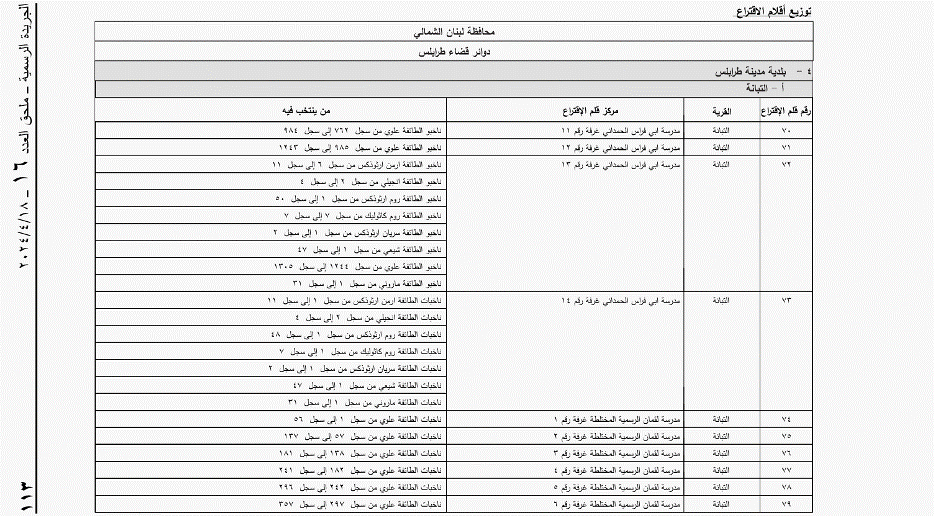 الجريدة الرسمية – ملحق العدد ١٦ – ٢٠٢٤/٤/١٨
توزيع أقلام الاقتراع
محافظة لبنان الشمالي
دوائر قضاء طرابلس
٤ - بلدية مدينة طرابلس
أ - التبانة
رقم قلم الإقتراع القرية مركز قلم الإقتراع من ينتخب فيه
٧٠ التبانة مدرسة ابي فراس الحمداني غرفة رقم ١١ ناخبو الطائفة علوي من سجل ٧٦٢ إلى سجل ٩٨٤
٧١ التبانة مدرسة ابي فراس الحمداني غرفة رقم ١٢ ناخبو الطائفة علوي من سجل ٩٨٥ إلى سجل ١٢٤٣
٧٢ التبانة مدرسة ابي فراس الحمداني غرفة رقم ١٣ ناخبو الطائفة ارمن ارثوذكس من سجل ٦ إلى سجل ١١
ناخبو الطائفة انجيلي من سجل ٢ إلى سجل ٤
ناخبو الطائفة روم ارثوذكس من سجل ١ إلى سجل ٥٠
ناخبو الطائفة روم كاثوليك من سجل ٧ إلى سجل ٧
ناخبو الطائفة سريان ارثوذكس من سجل ١ إلى سجل ٢
ناخبو الطائفة شيعي من سجل ١ إلى سجل ٤٧
ناخبو الطائفة علوي من سجل ١٢٤٤ إلى سجل ١٣٠٥
ناخبو الطائفة ماروني من سجل ١ إلى سجل ٣١
٧٣ التبانة مدرسة ابي فراس الحمداني غرفة رقم ١٤ ناخبات الطائفة ارمن ارثوذكس من سجل ١ إلى سجل ١١
ناخبات الطائفة انجيلي من سجل ٢ إلى سجل ٤
ناخبات الطائفة روم ارثوذكس من سجل ١ إلى سجل ٤٨
ناخبات الطائفة روم كاثوليك من سجل ١ إلى سجل ٧
ناخبات الطائفة سريان ارثوذكس من سجل ١ إلى سجل ٢
ناخبات الطائفة شيعي من سجل ١ إلى سجل ٤٧
ناخبات الطائفة ماروني من سجل ١ إلى سجل ٣١
٧٤ التبانة مدرسة لقمان الرسمية المختلطة غرفة رقم ١ ناخبات الطائفة علوي من سجل ١ إلى سجل ٥٦
٧٥ التبانة مدرسة لقمان الرسمية المختلطة غرفة رقم ٢ ناخبات الطائفة علوي من سجل ٥٧ إلى سجل ١٣٧
٧٦ التبانة مدرسة لقمان الرسمية المختلطة غرفة رقم ٣ ناخبات الطائفة علوي من سجل ١٣٨ إلى سجل ١٨١
٧٧ التبانة مدرسة لقمان الرسمية المختلطة غرفة رقم ٤ ناخبات الطائفة علوي من سجل ١٨٢ إلى سجل ٢٤١
٧٨ التبانة مدرسة لقمان الرسمية المختلطة غرفة رقم ٥ ناخبات الطائفة علوي من سجل ٢٤٢ إلى سجل ٢٩٦
٧٩ التبانة مدرسة لقمان الرسمية المختلطة غرفة رقم ٦ ناخبات الطائفة علوي من سجل ٢٩٧ إلى سجل ٣٥٧
١١٣